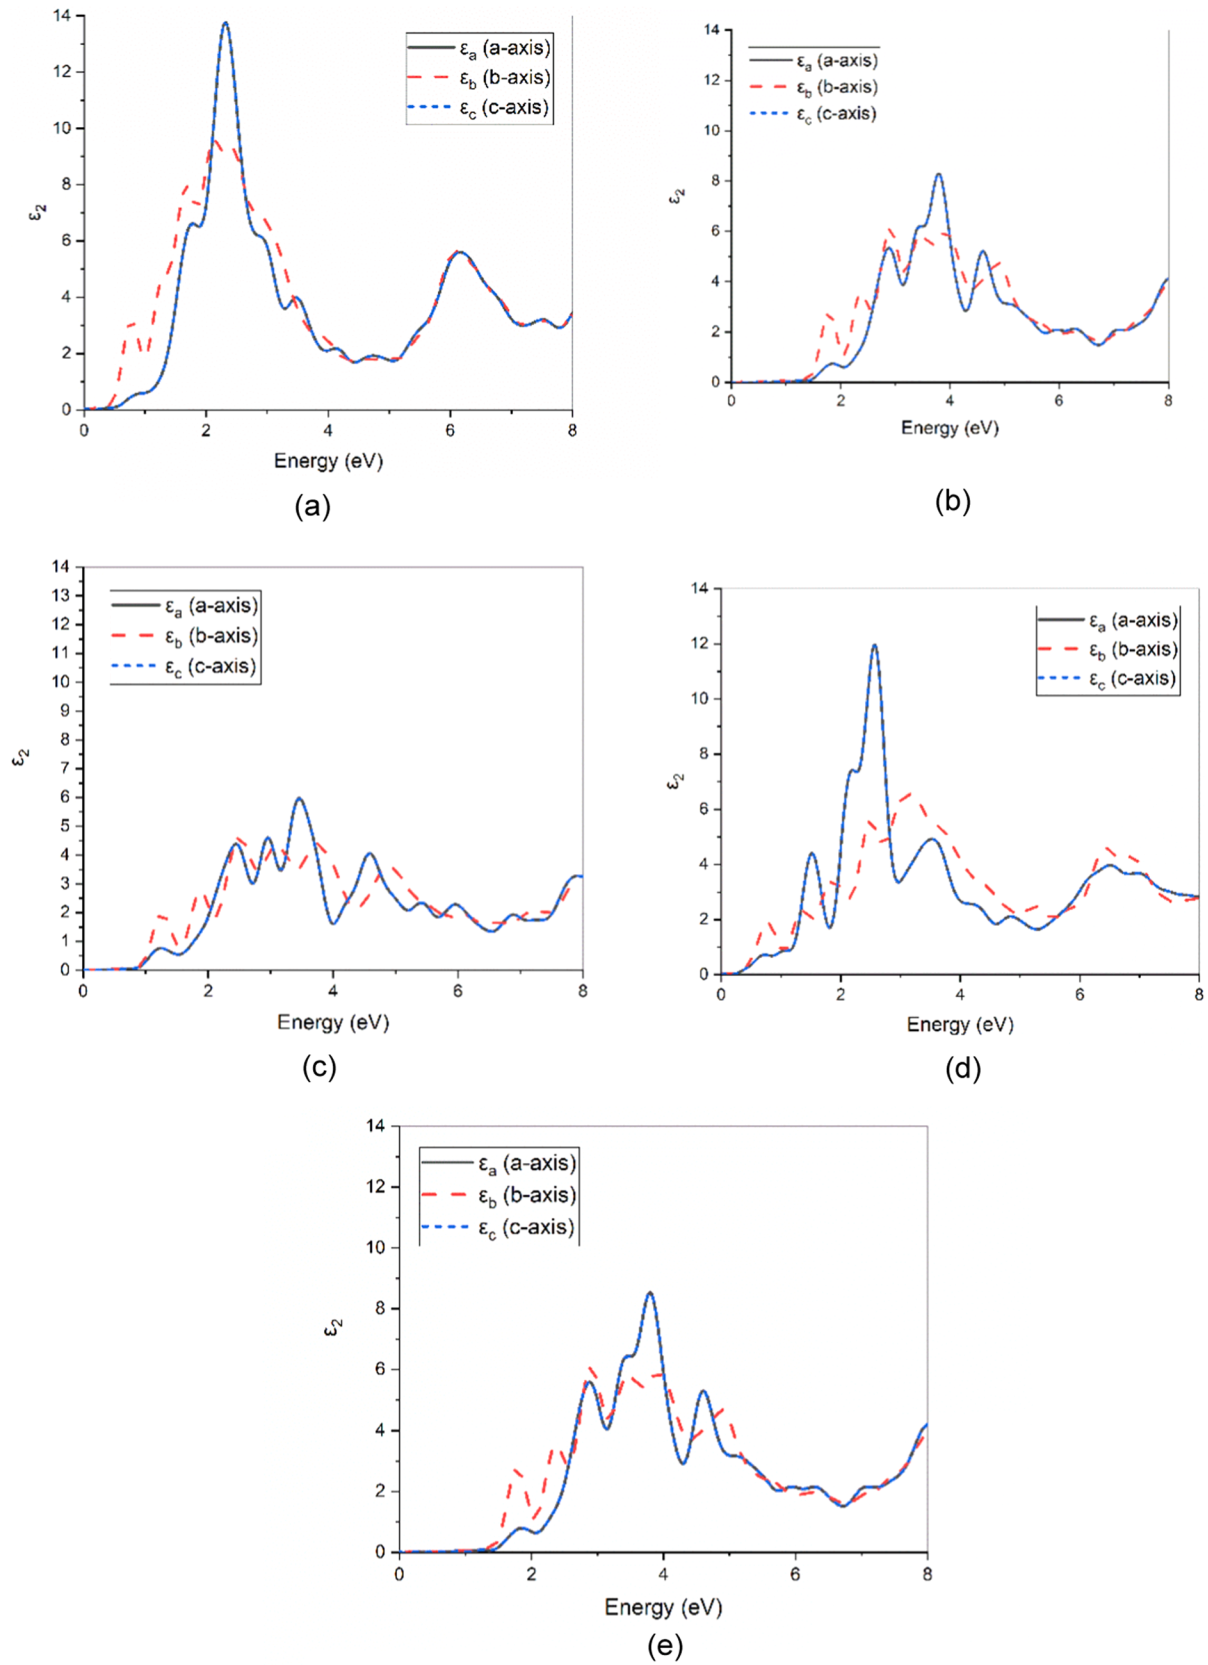 14
12
10
8
6
4
2
0
ε₂
εa (a-axis)
εb (b-axis)
εc (c-axis)
0 2 4 6 8
Energy (eV)
(a)
14
12
10
8
6
4
2
0
ε₂
εa (a-axis)
εb (b-axis)
εc (c-axis)
0 2 4 6 8
Energy (eV)
(b)
14
13
12
11
10
9
8
7
6
5
4
3
2
1
0
ε₂
εa (a-axis)
εb (b-axis)
εc (c-axis)
0 2 4 6 8
Energy (eV)
(c)
14
12
10
8
6
4
2
0
ε₂
εa (a-axis)
εb (b-axis)
εc (c-axis)
0 2 4 6 8
Energy (eV)
(d)
14
12
10
8
6
4
2
0
ε₂
εa (a-axis)
εb (b-axis)
εc (c-axis)
0 2 4 6 8
Energy (eV)
(e)